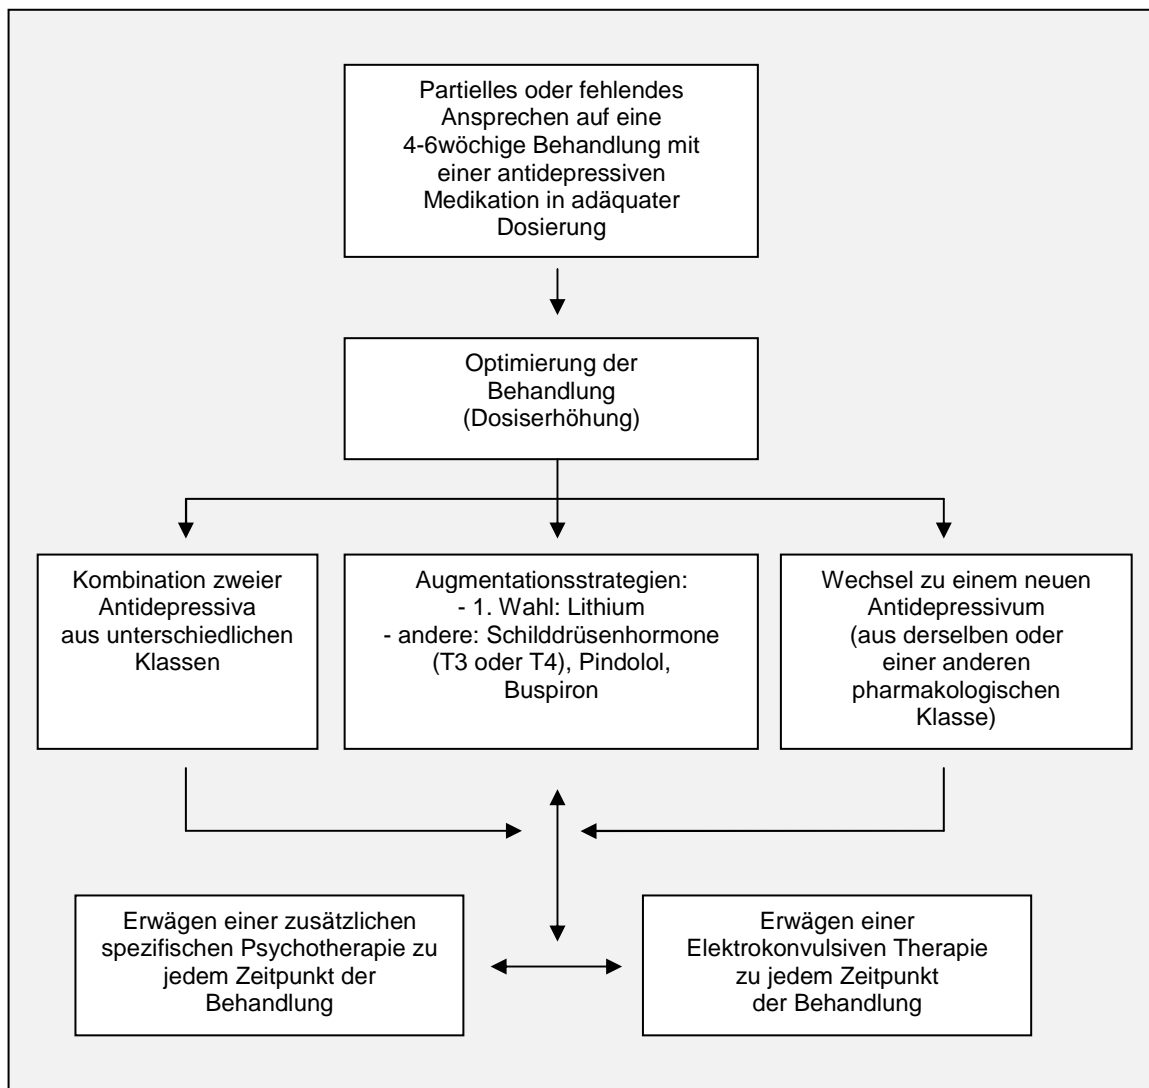 Partielles oder fehlendes
Ansprechen auf eine
4-6wöchige Behandlung mit
einer antidepressiven
Medikation in adäquater
Dosierung
Optimierung der
Behandlung
(Dosiserhöhung)
Kombination zweier
Antidepressiva
aus unterschiedlichen
Klassen
Augmentationsstrategien:
- 1. Wahl: Lithium
- andere: Schilddrüsenhormone
(T3 oder T4), Pindolol,
Buspiron
Wechsel zu einem neuen
Antidepressivum
(aus derselben oder
einer anderen
pharmakologischen
Klasse)
Erwägen einer zusätzlichen
spezifischen Psychotherapie zu
jedem Zeitpunkt der
Behandlung
Erwägen einer
Elektrokonvulsiven Therapie
zu jedem Zeitpunkt
der Behandlung